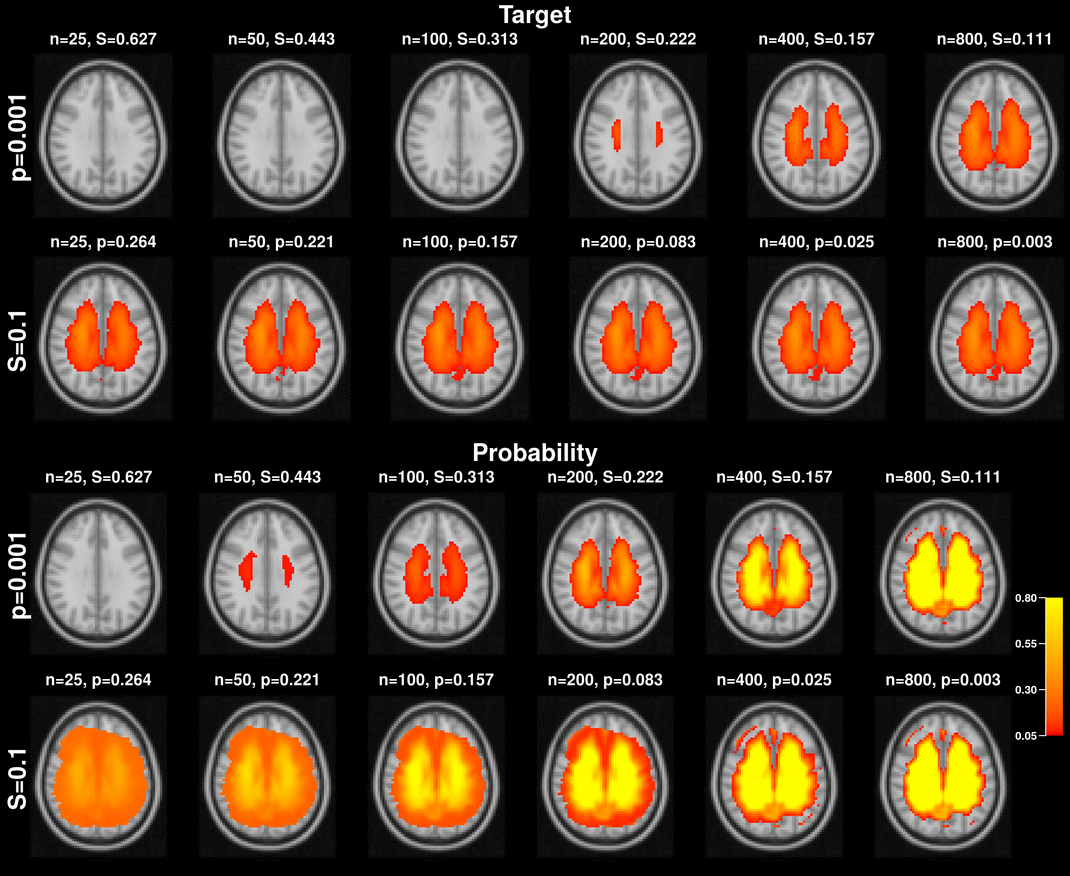 Target
n=25, S=0.627 n=50, S=0.443 n=100, S=0.313 n=200, S=0.222 n=400, S=0.157 n=800, S=0.111
p=0.001
n=25, p=0.264 n=50, p=0.221 n=100, p=0.157 n=200, p=0.083 n=400, p=0.025 n=800, p=0.003
S=0.1
Probability
n=25, S=0.627 n=50, S=0.443 n=100, S=0.313 n=200, S=0.222 n=400, S=0.157 n=800, S=0.111
p=0.001
0.80
0.55
n=25, p=0.264 n=50, p=0.221 n=100, p=0.157 n=200, p=0.083 n=400, p=0.025 n=800, p=0.003
0.30
0.05
S=0.1